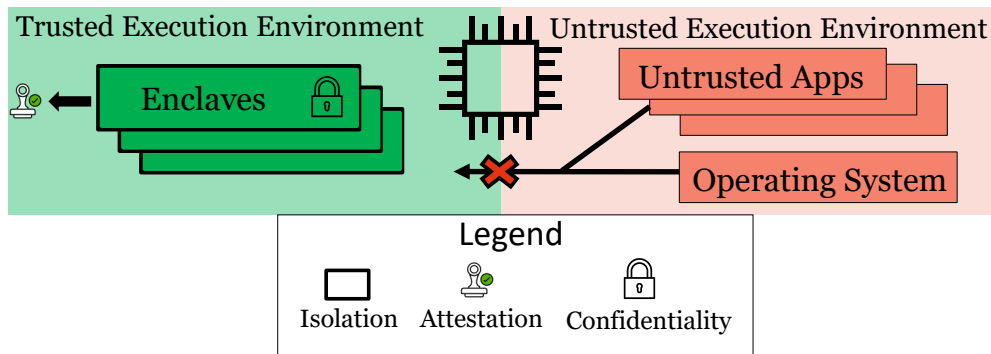 Trusted Execution Environment
Untrusted Execution Environment
Enclaves
Untrusted Apps
Operating System
Legend
Isolation
Attestation
Confidentiality